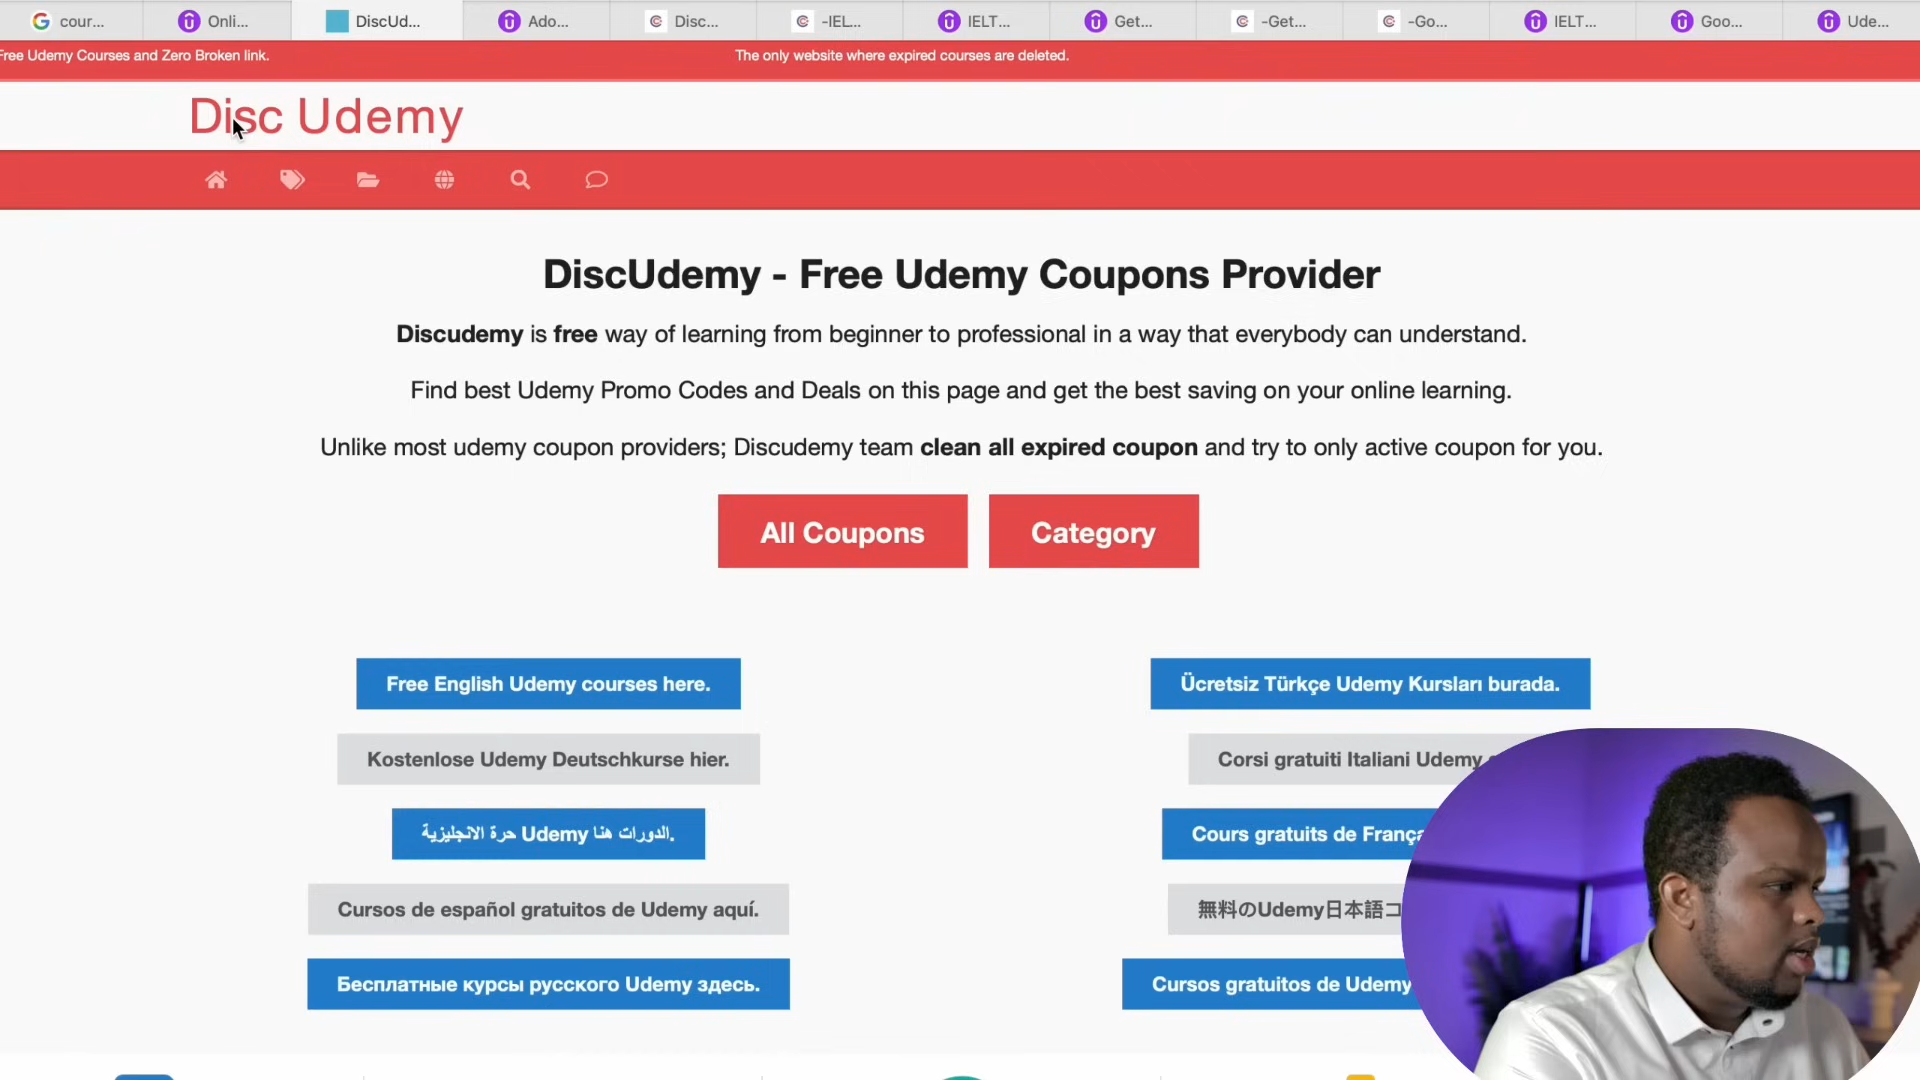 cour...
Onli...
DiscUd...
Ado...
Disc...
-IEL...
IELT...
Get...
-Get...
-Go...
IELT...
Goo...
Ude...
Free Udemy Courses and Zero Broken link.
The only website where expired courses are deleted.
Disc Udemy
DiscUdemy - Free Udemy Coupons Provider
Discudemy is free way of learning from beginner to professional in a way that everybody can understand.
Find best Udemy Promo Codes and Deals on this page and get the best saving on your online learning.
Unlike most udemy coupon providers; Discudemy team clean all expired coupon and try to only active coupon for you.
All Coupons
Category
Free English Udemy courses here.
Ücretsiz Türkçe Udemy Kursları burada.
Kostenlose Udemy Deutschkurse hier.
Corsi gratuiti Italiani Udemy
الدورات هنا Udemy حرة الانجليزية.
Cours gratuits de França
Cursos de español gratuitos de Udemy aquí.
無料のUdemy日本語コ
Бесплатные курсы русского Udemy здесь.
Cursos gratuitos de Udemy